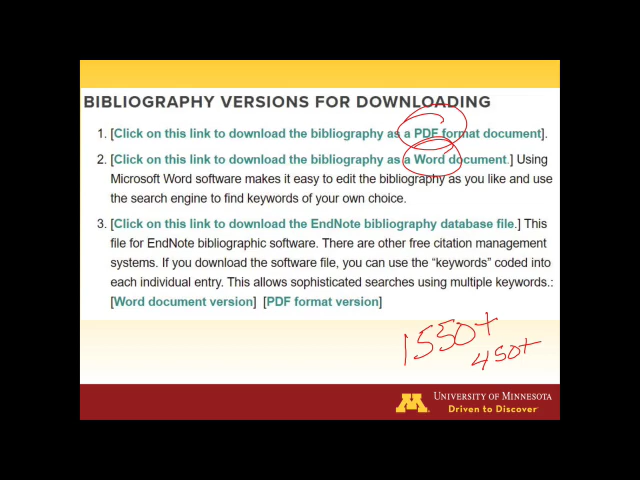 BIBLIOGRAPHY VERSIONS FOR DOWNLOADING
1. [Click on this link to download the bibliography as a PDF format document].
2. [Click on this link to download the bibliography as a Word document.] Using
Microsoft Word software makes it easy to edit the bibliography as you like and use
the search engine to find keywords of your own choice.
3. [Click on this link to download the EndNote bibliography database file.] This
file for EndNote bibliographic software. There are other free citation management
systems. If you download the software file, you can use the “keywords” coded into
each individual entry. This allows sophisticated searches using multiple keywords.:
[Word document version] [PDF format version]
1550+
450+
M
UNIVERSITY OF MINNESOTA
Driven to Discover